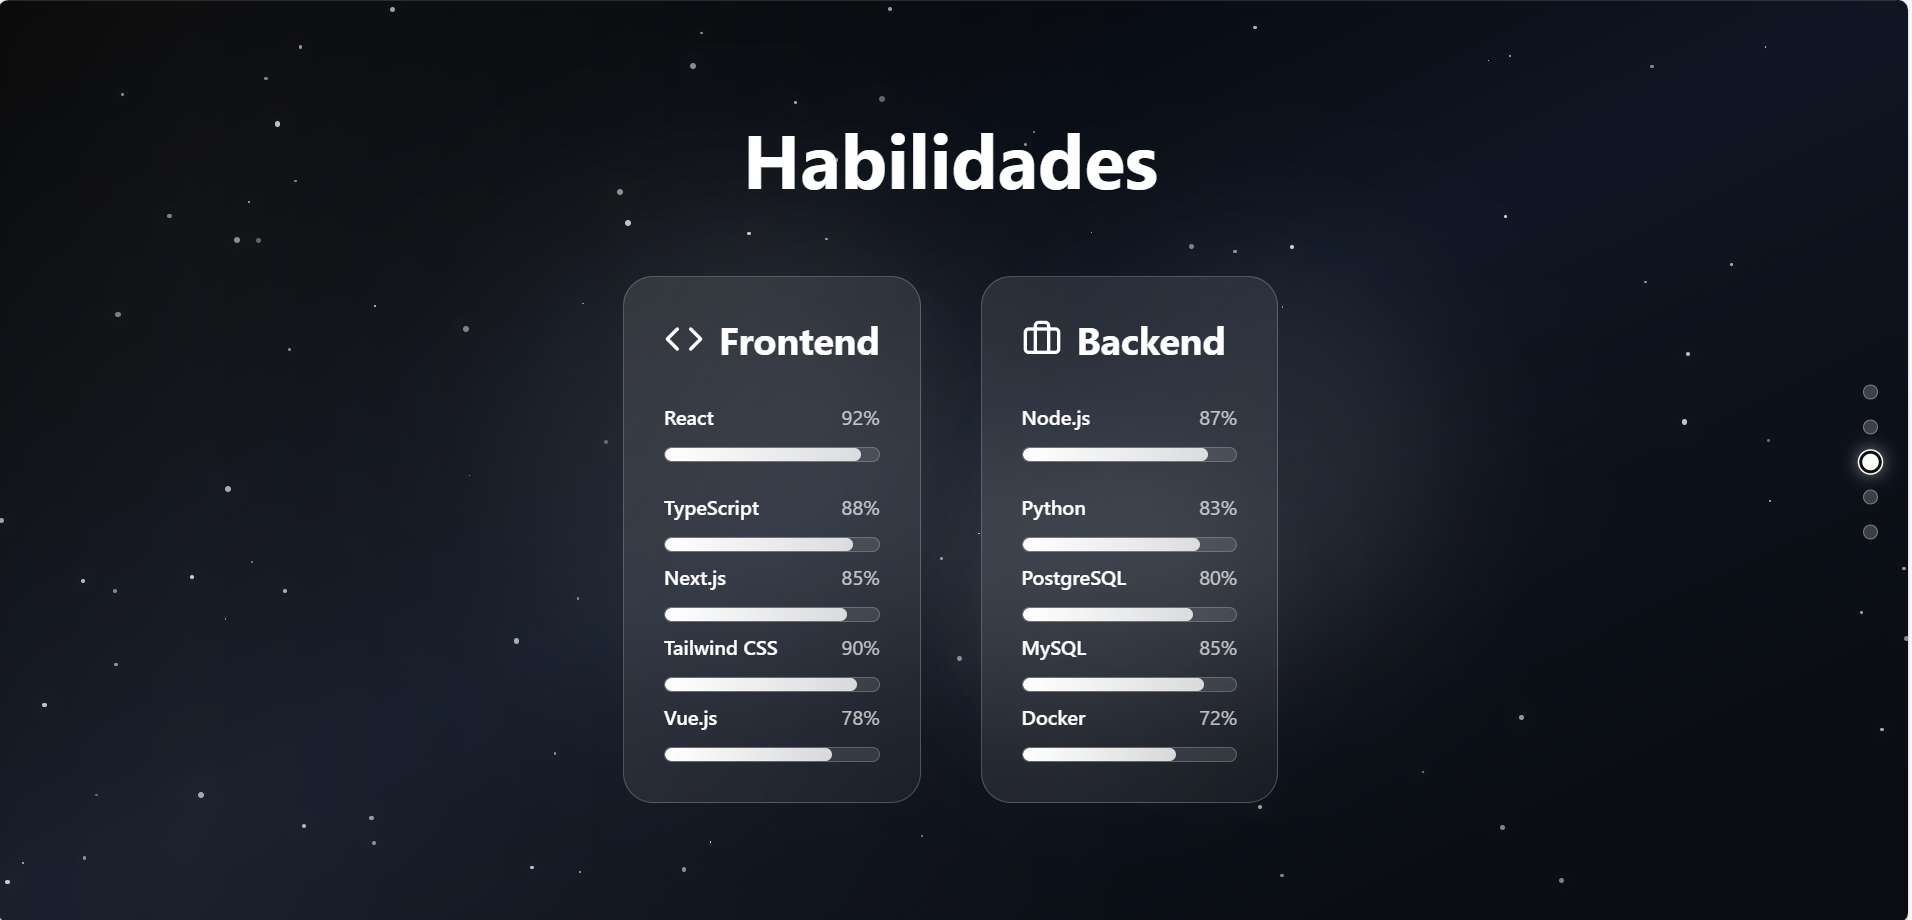 Habilidades
Frontend
React 92%
TypeScript 88%
Next.js 85%
Tailwind CSS 90%
Vue.js 78%
Backend
Node.js 87%
Python 83%
PostgreSQL 80%
MySQL 85%
Docker 72%